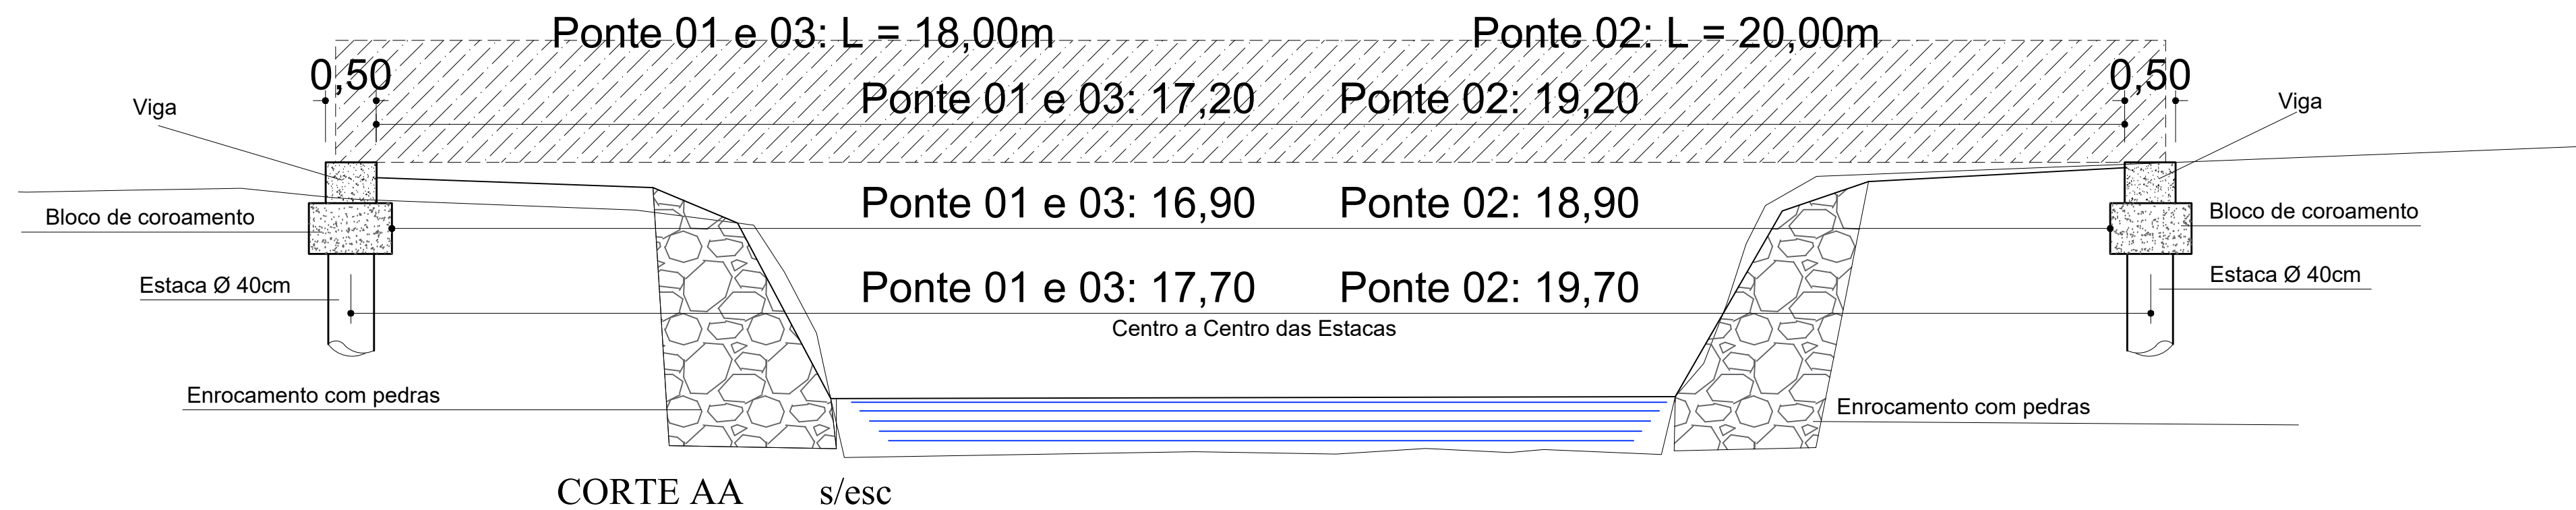 Ponte 01 e 03: L = 18,00m
Ponte 02: L = 20,00m
0,50
0,50
Viga
Ponte 01 e 03: 17,20
Ponte 02: 19,20
Viga
Ponte 01 e 03: 16,90
Ponte 02: 18,90
Bloco de coroamento
Bloco de coroamento
Estaca Ø 40cm
Ponte 01 e 03: 17,70
Ponte 02: 19,70
Estaca Ø 40cm
Centro a Centro das Estacas
Enrocamento com pedras
Enrocamento com pedras
CORTE AA s/esc